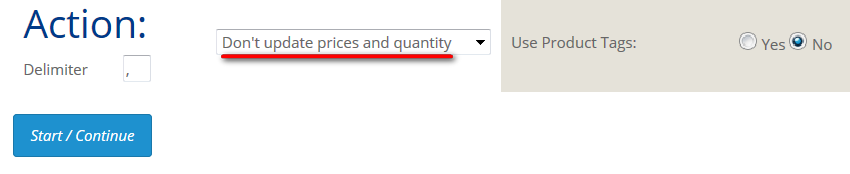 Action:
Don't update prices and quantity
Use Product Tags: Yes No
Delimiter ,
Start / Continue